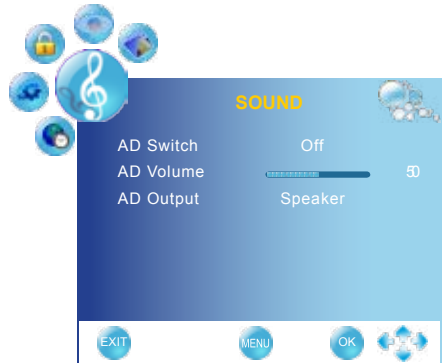 SOUND
AD Switch Off
AD Volume 50
AD Output Speaker
EXIT MENU OK